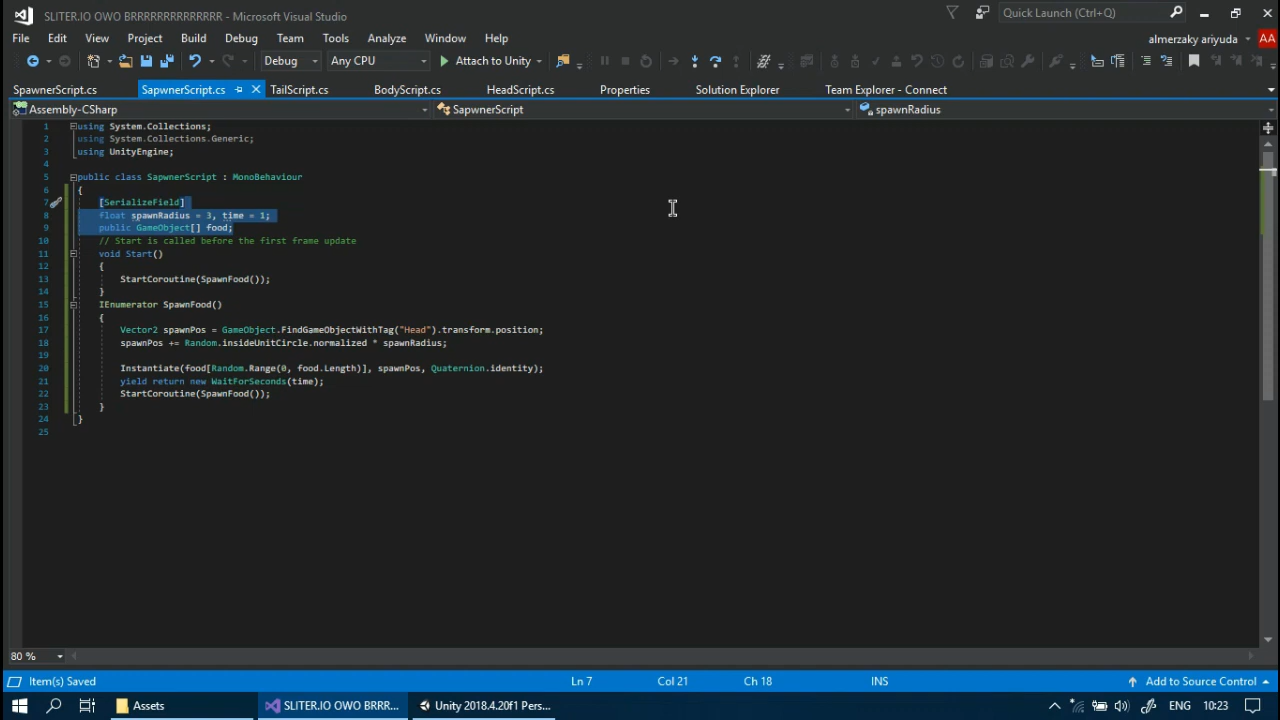 SLITER.IO OWO BRRRRRRRRRRRRRRR - Microsoft Visual Studio
Quick Launch (Ctrl+Q)
File Edit View Project Build Debug Team Tools Analyze Window Help
almerzaky ariyuda AA
Debug Any CPU Attach to Unity
SpawnerScript.cs SapwnerScript.cs TailScript.cs BodyScript.cs HeadScript.cs Properties Solution Explorer Team Explorer - Connect
Assembly-CSharp SapwnerScript spawnRadius
1 using System.Collections;
2 using System.Collections.Generic;
3 using UnityEngine;
4
5 public class SapwnerScript : MonoBehaviour
6 {
7 [SerializeField]
8 float spawnRadius = 3, time = 1;
9 public GameObject[] food;
10 // Start is called before the first frame update
11 void Start()
12 {
13 StartCoroutine(SpawnFood());
14 }
15 IEnumerator SpawnFood()
16 {
17 Vector2 spawnPos = GameObject.FindGameObjectWithTag("Head").transform.position;
18 spawnPos += Random.insideUnitCircle.normalized * spawnRadius;
19
20 Instantiate(food[Random.Range(0, food.Length)], spawnPos, Quaternion.identity);
21 yield return new WaitForSeconds(time);
22 StartCoroutine(SpawnFood());
23 }
24 }
25
80 %
Item(s) Saved Ln 7 Col 21 Ch 18 INS Add to Source Control
Assets SLITER.IO OWO BRRR... Unity 2018.4.20f1 Pers... ENG 10:23